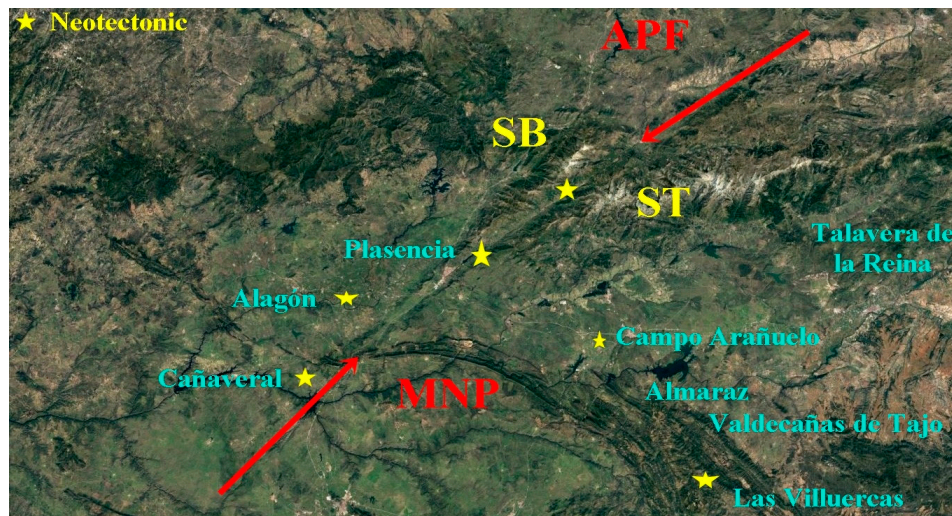 Neotectonic
APF
SB
ST
Plasencia
Talavera de
la Reina
Alagón
Campo Arañuelo
Cañaveral
MNP
Almaraz
Valdecañas de Tajo
Las Villuercas